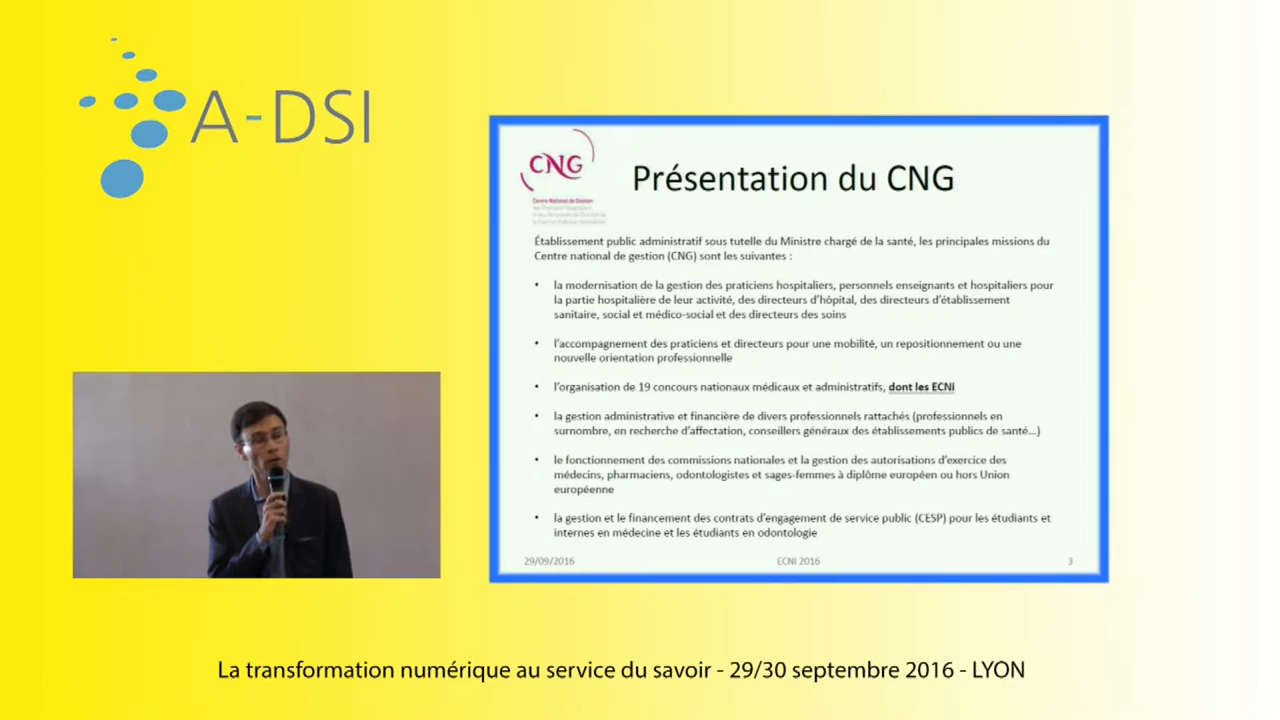 A-DSI
CNG
Centre National de Gestion
Présentation du CNG
Établissement public administratif sous tutelle du Ministre chargé de la santé, les principales missions du
Centre national de gestion (CNG) sont les suivantes :
• la modernisation de la gestion des praticiens hospitaliers, personnels enseignants et hospitaliers pour
la partie hospitalière de leur activité, des directeurs d'hôpital, des directeurs d'établissement
sanitaire, social et médico-social et des directeurs des soins
• l'accompagnement des praticiens et directeurs pour une mobilité, un repositionnement ou une
nouvelle orientation professionnelle
• l'organisation de 19 concours nationaux médicaux et administratifs, dont les ECNi
• la gestion administrative et financière de divers professionnels rattachés (professionnels en
surnombre, en recherche d'affectation, conseillers généraux des établissements publics de santé...)
• le fonctionnement des commissions nationales et la gestion des autorisations d'exercice des
médecins, pharmaciens, odontologistes et sages-femmes à diplôme européen ou hors Union
européenne
• la gestion et le financement des contrats d'engagement de service public (CESP) pour les étudiants et
internes en médecine et les étudiants en odontologie
29/09/2016
ECNI 2016
3
La transformation numérique au service du savoir - 29/30 septembre 2016 - LYON